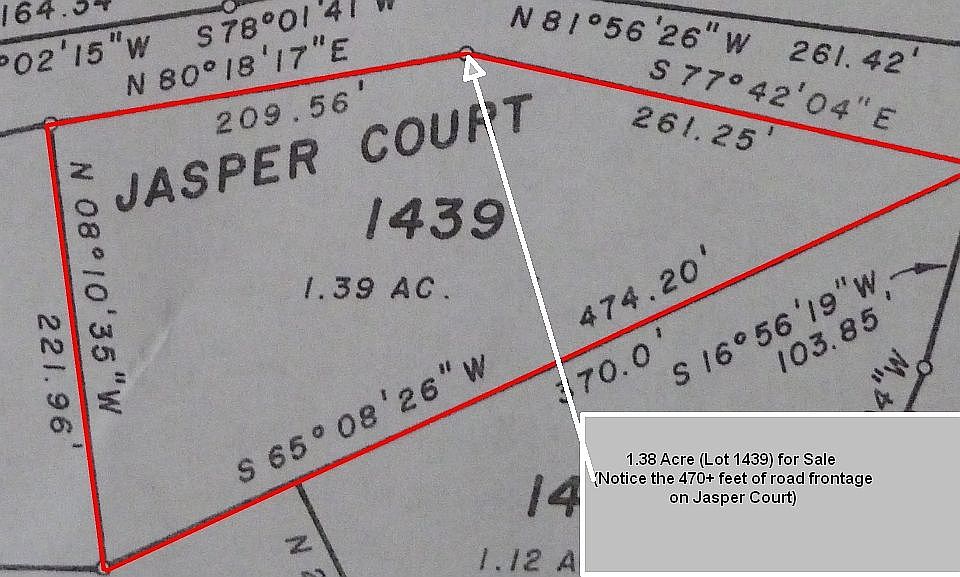 164.54
°02'15"W
S78°01'41"W
N 81°56'26"W 261.42'
N 80°18'17"E
S 77°42'04"E
209.56'
261.25'
JASPER COURT
1439
1.39 AC.
N 08°10'35"W
221.96'
474.20'
370.0'
S 65°08'26"W
S 16°56'19"W,
103.85'
4"W
14
1.12 A
N 2
1.38 Acre (Lot 1439) for Sale
(Notice the 470+ feet of road frontage
on Jasper Court)